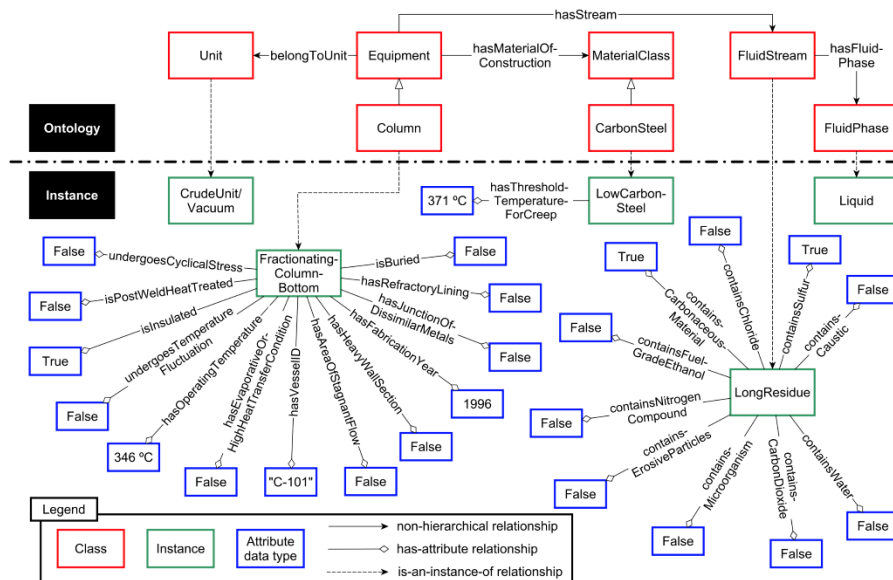 hasStream
Unit
belongToUnit
Equipment
hasMaterialOf-
Construction
MaterialClass
FluidStream
hasFluid-
Phase
Ontology
Column
CarbonSteel
FluidPhase
Instance
CrudeUnit/
Vacuum
371 ºC
hasThreshold-
Temperature-
ForCreep
LowCarbon-
Steel
Liquid
False
undergoesCyclicalStress
Fractionating-
Column-
Bottom
isBuried
False
False
isPostWeldHeatTreated
hasRefractoryLining
False
True
isInsulated
hasJunctionOf-
DissimilarMetals
False
False
undergoesTemperature
Fluctuation
hasFabricationYear
1996
346 ºC
hasOperatingTemperature
hasHeavyWallSection
False
False
hasEvaporativeOr-
HighHeatTransferCondition
"C-101"
hasVesselID
False
hasAreaOfStagnantFlow
True
contains-
Carbonaceous-
Material
False
containsChloride
True
containsSulfur
False
contains-
Caustic
False
containsFuel-
GradeEthanol
LongResidue
False
containsNitrogen
Compound
False
contains-
ErosiveParticles
False
contains-
Microorganism
False
contains-
CarbonDioxide
False
containsWater
Legend
Class
Instance
Attribute
data type
non-hierarchical relationship
has-attribute relationship
is-an-instance-of relationship